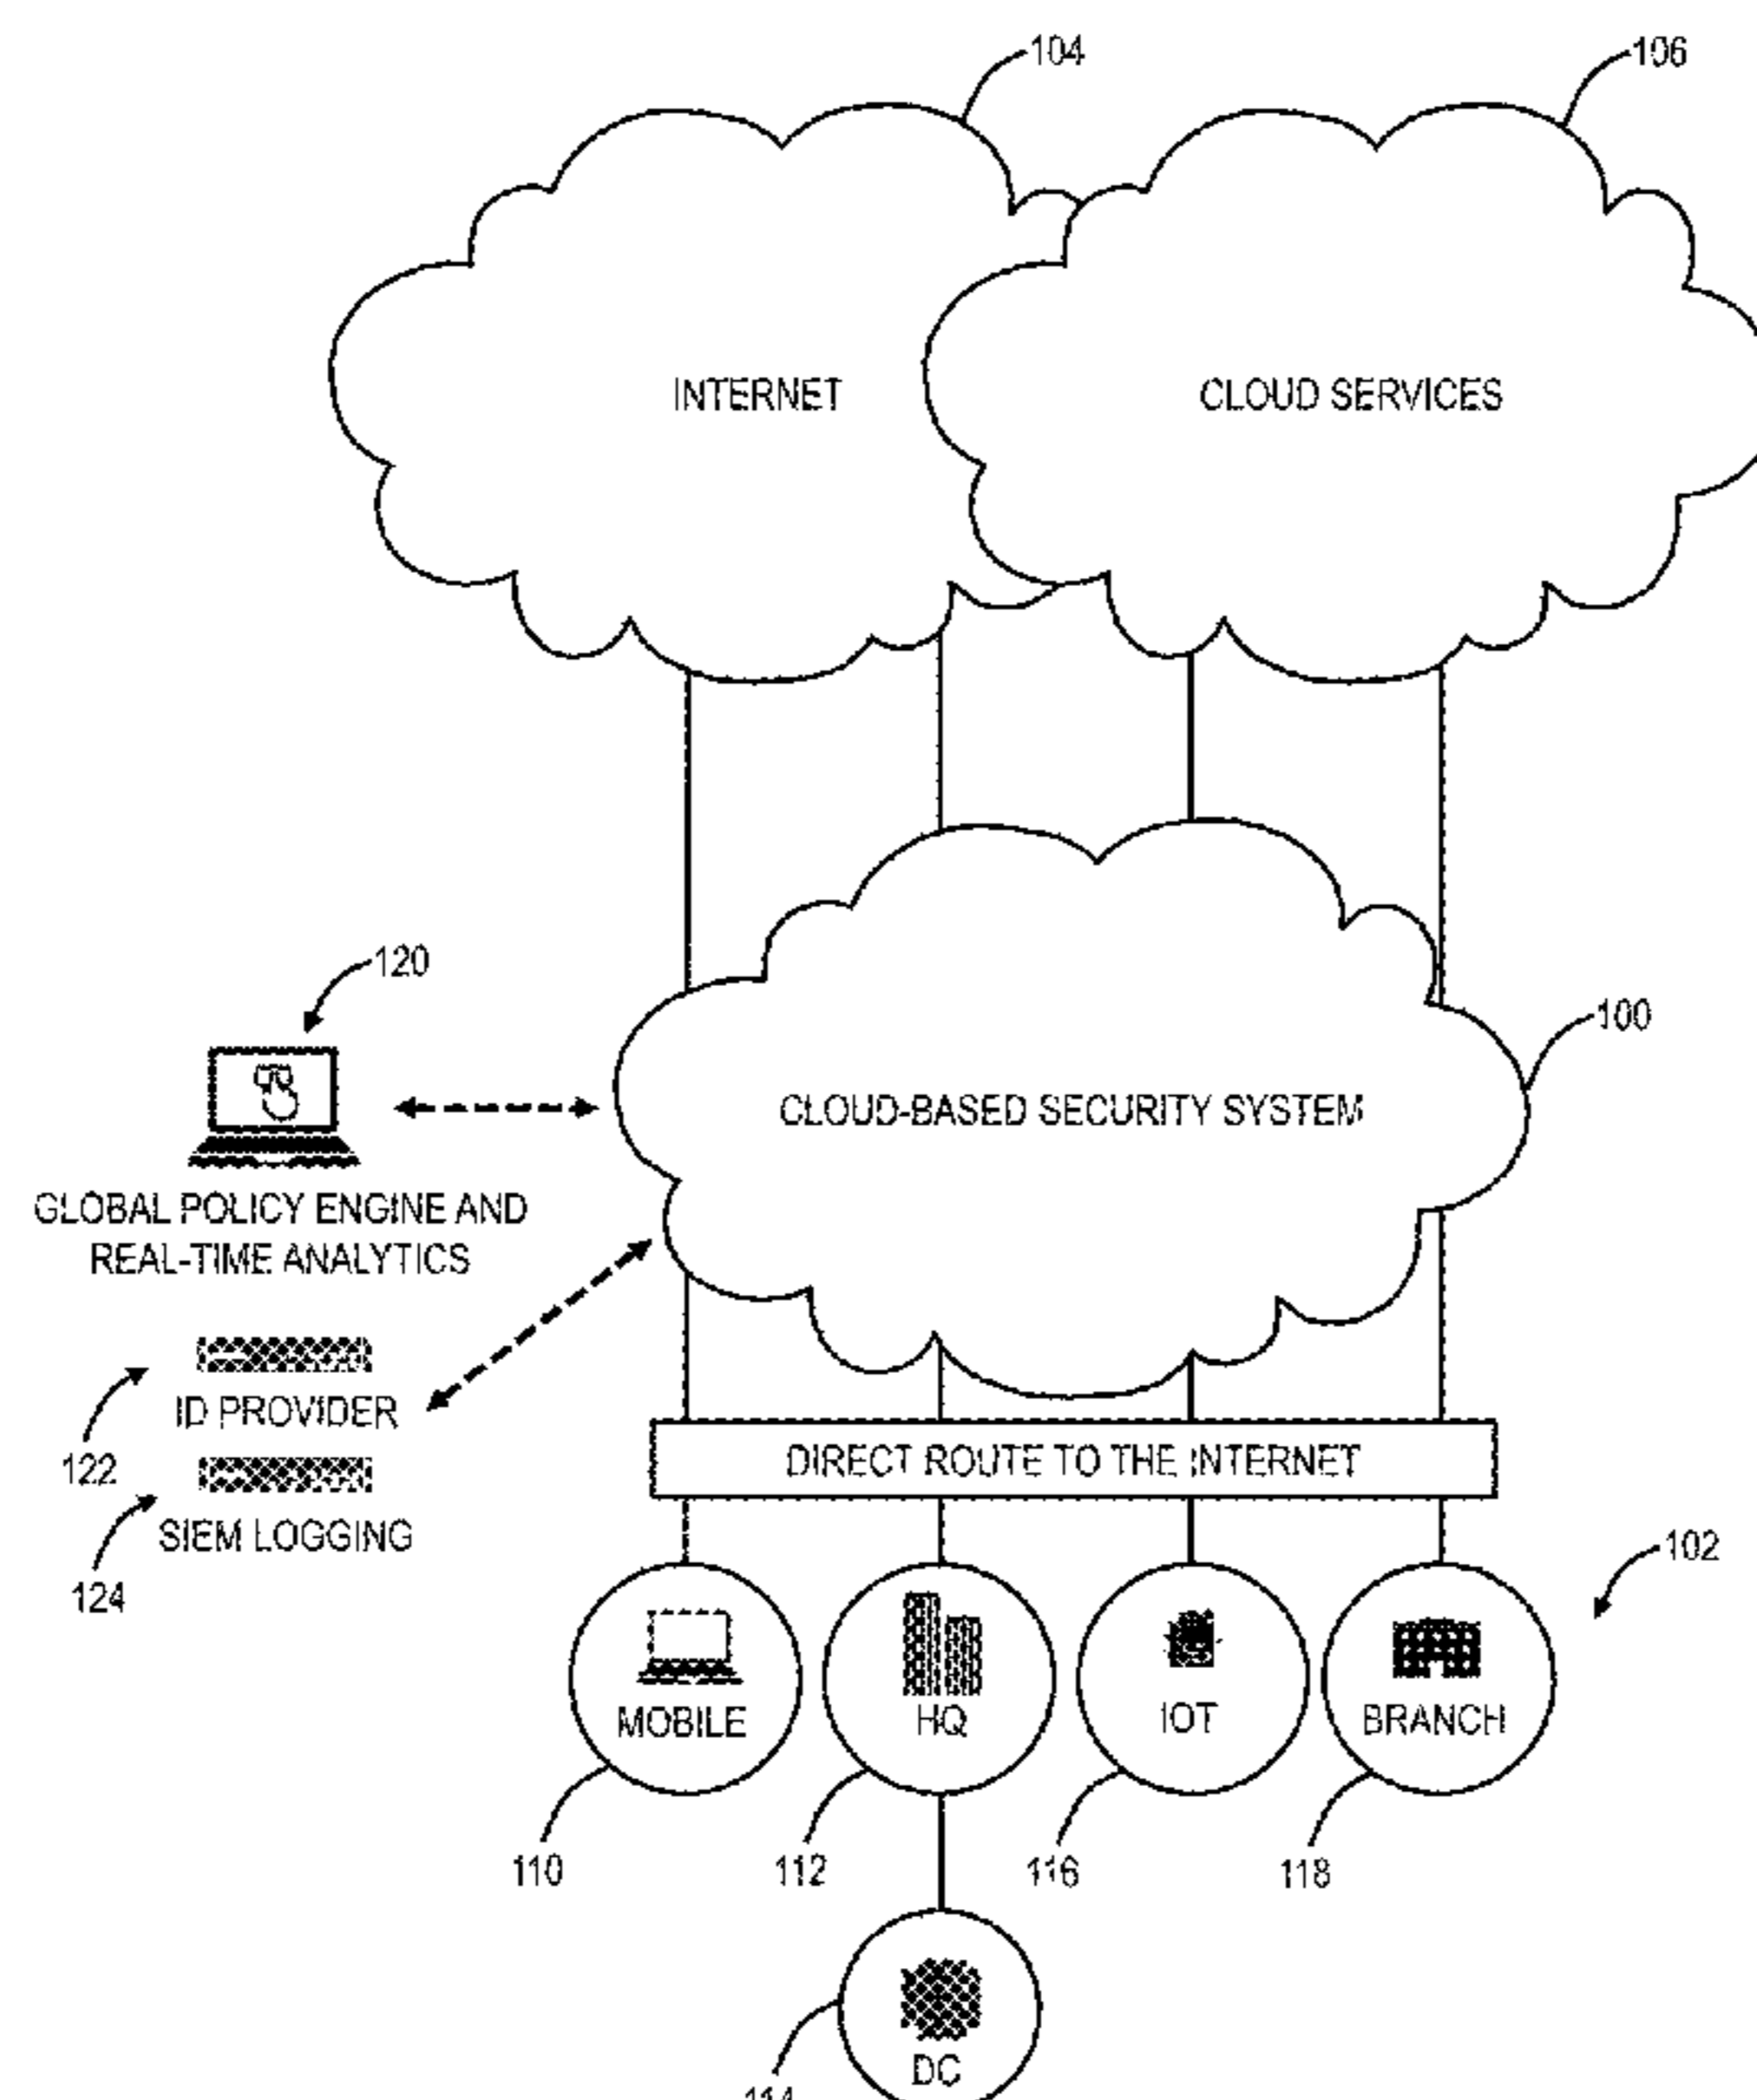 104
106
INTERNET
CLOUD SERVICES
120
100
CLOUD-BASED SECURITY SYSTEM
GLOBAL POLICY ENGINE AND
REAL-TIME ANALYTICS
ID PROVIDER
122
DIRECT ROUTE TO THE INTERNET
SIEM LOGGING
102
124
MOBILE
HQ
IOT
BRANCH
110
112
116
118
DC
114